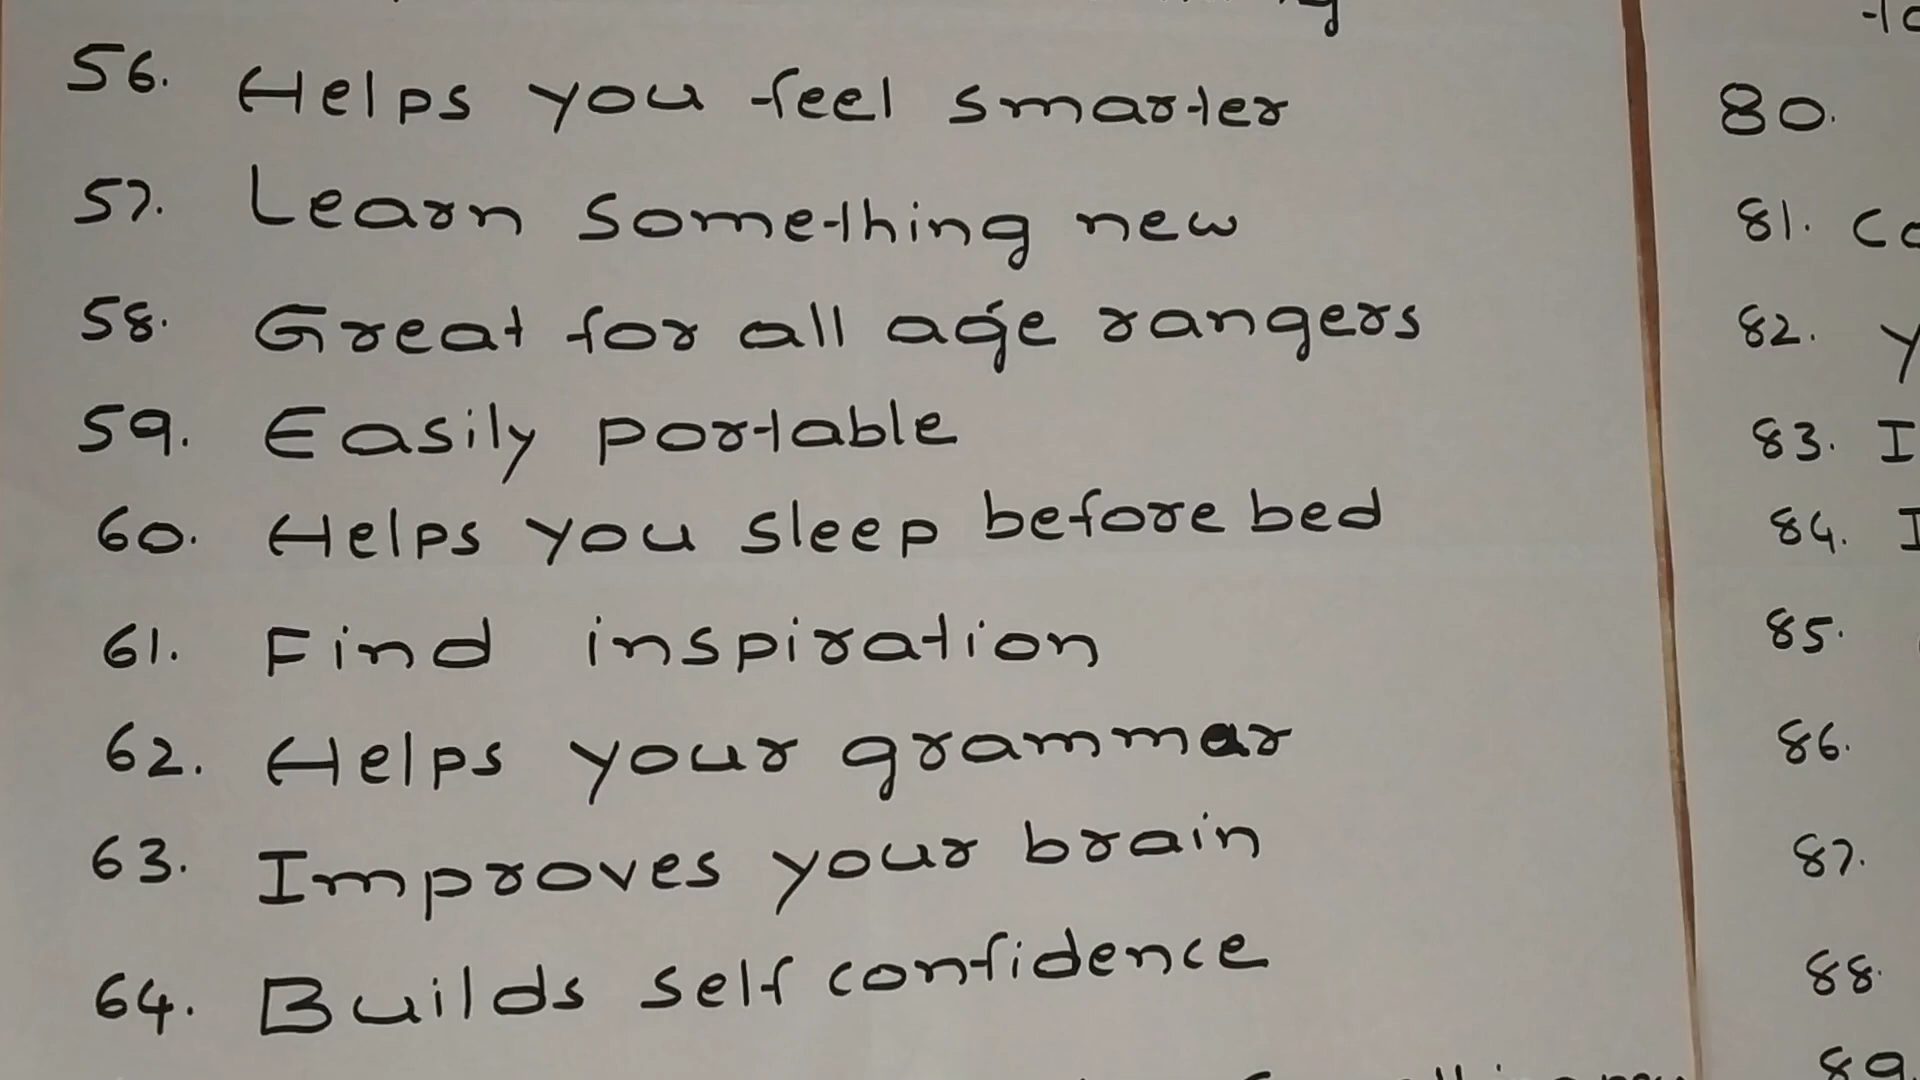 56. Helps you feel smarter
57. Learn something new
58. Great for all age rangers
59. Easily portable
60. Helps you sleep before bed
61. Find inspiration
62. Helps your grammar
63. Improves your brain
64. Builds self confidence
80.
81. Co
82. Y
83. I
84. I
85.
86.
87.
88.
89.